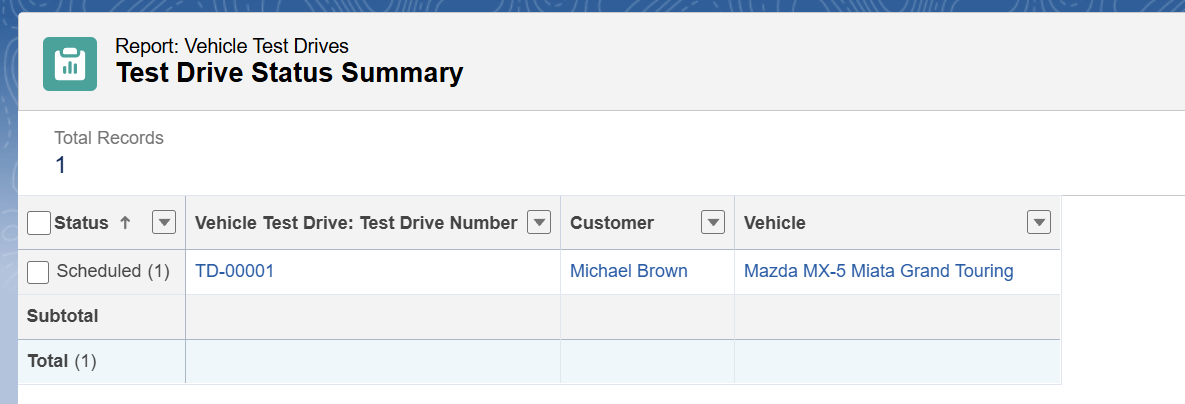 Report: Vehicle Test Drives
Test Drive Status Summary
Total Records
1
Status ↑ Vehicle Test Drive: Test Drive Number Customer Vehicle
Scheduled (1) TD-00001 Michael Brown Mazda MX-5 Miata Grand Touring
Subtotal
Total (1)